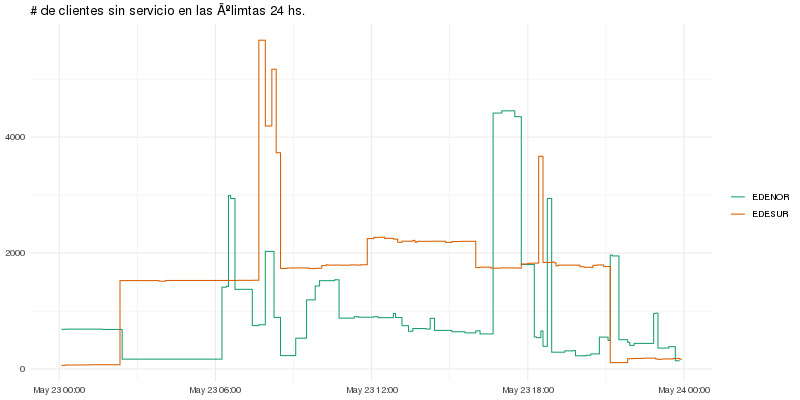 # de clientes sin servicio en las Ãºlimtas 24 hs.
4000
2000
0
May 23 00:00
May 23 06:00
May 23 12:00
May 23 18:00
May 24 00:00
EDENOR
EDESUR